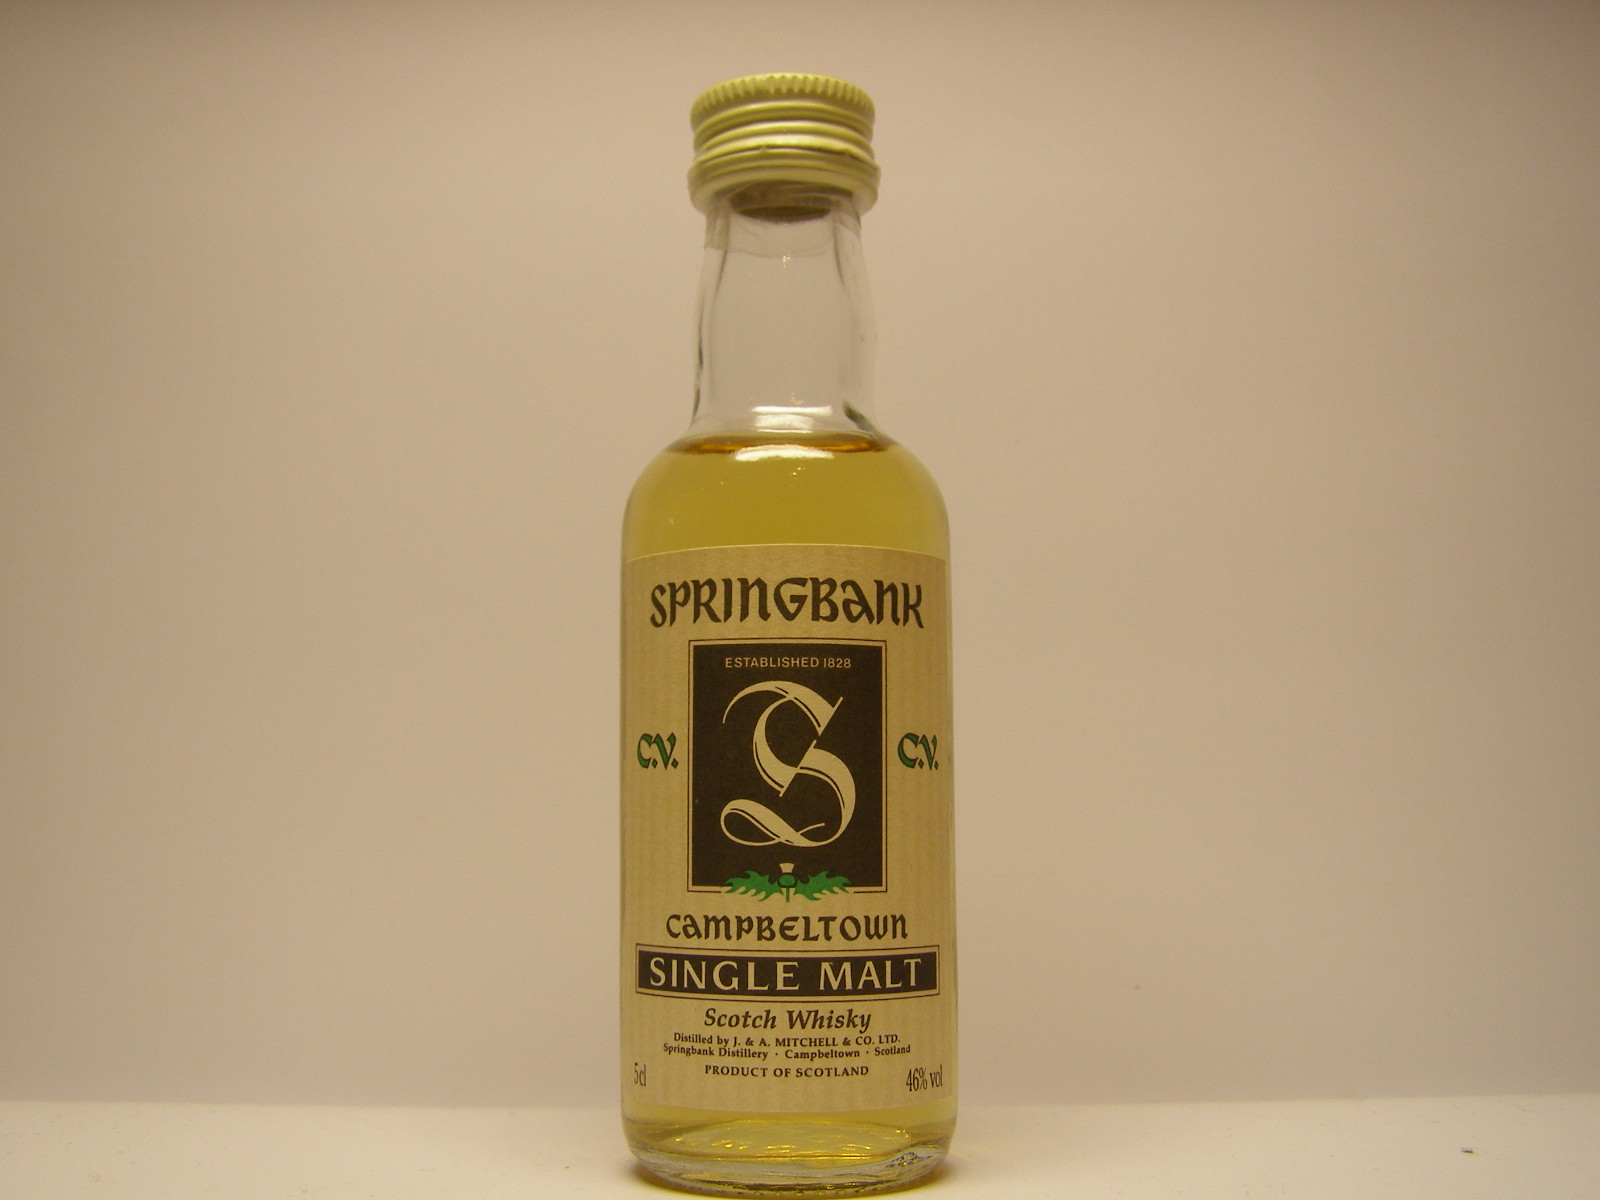 SPRINGBANK
ESTABLISHED 1828
S
C.V. C.V.
CAMPBELTOWN
SINGLE MALT
Scotch Whisky
Distilled by J. & A. MITCHELL & CO. LTD.
Springbank Distillery · Campbeltown · Scotland
PRODUCT OF SCOTLAND
5cl 46% vol